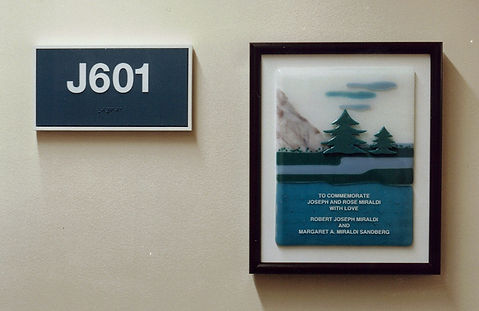 J601
TO COMMEMORATE
JOSEPH AND ROSE MIRALDI
WITH LOVE
ROBERT JOSEPH MIRALDI
AND
MARGARET A. MIRALDI SANDBERG